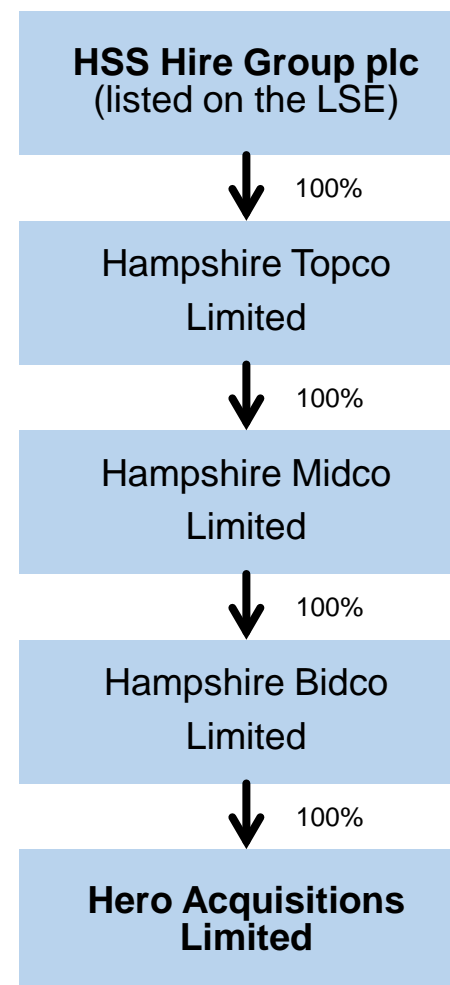 HSS Hire Group plc
(listed on the LSE)
100%
Hampshire Topco
Limited
100%
Hampshire Midco
Limited
100%
Hampshire Bidco
Limited
100%
Hero Acquisitions
Limited